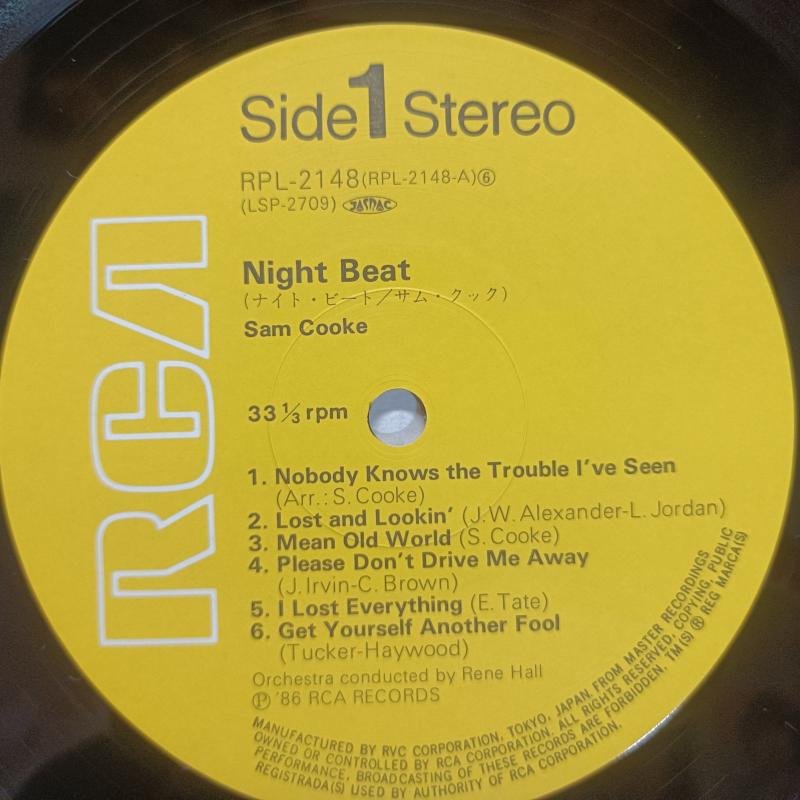 Side 1 Stereo
RPL-2148(RPL-2148-A)⑥
(LSP-2709) JASRAC
Night Beat
(ナイト・ビート/サム・クック)
Sam Cooke
RCA
33 1/3 rpm
1. Nobody Knows the Trouble I've Seen
(Arr.: S. Cooke)
2. Lost and Lookin' (J. W. Alexander-L. Jordan)
3. Mean Old World (S. Cooke)
4. Please Don't Drive Me Away
(J. Irvin-C. Brown)
5. I Lost Everything (E. Tate)
6. Get Yourself Another Fool
(Tucker-Haywood)
Orchestra conducted by Rene Hall
Ⓟ '86 RCA RECORDS
MANUFACTURED BY RVC CORPORATION, TOKYO, JAPAN. FROM MASTER RECORDINGS
OWNED OR CONTROLLED BY RCA CORPORATION. ALL RIGHTS RESERVED, COPYING, PUBLIC
PERFORMANCE, BROADCASTING OF THESE RECORDS ARE FORBIDDEN. TM(S) ® REG MARCA(S)
REGISTRADA(S) USED BY AUTHORITY OF RCA CORPORATION.